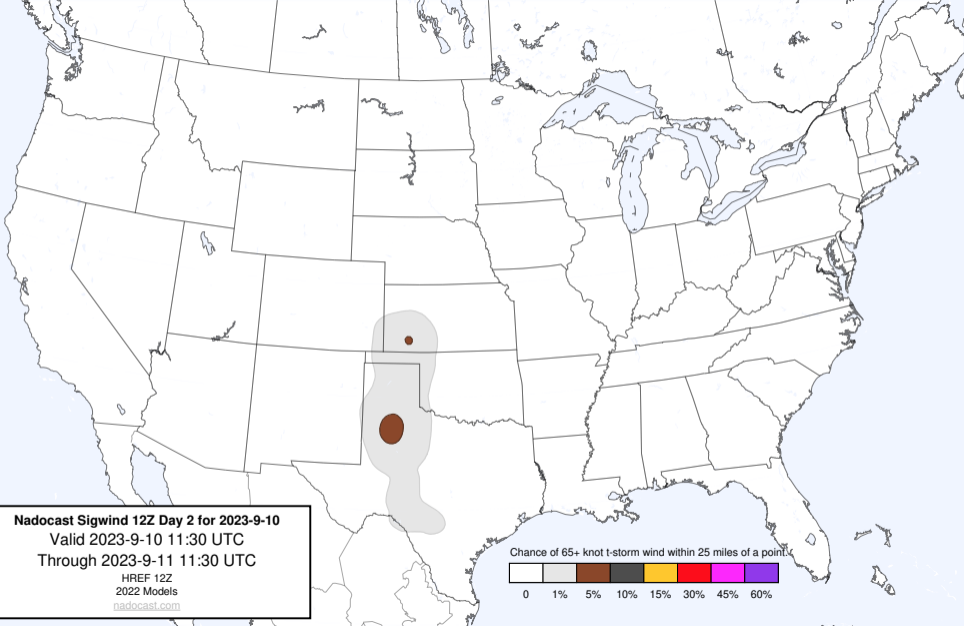 Nadocast Sigwind 12Z Day 2 for 2023-9-10
Valid 2023-9-10 11:30 UTC
Through 2023-9-11 11:30 UTC
HREF 12Z
2022 Models
nadocast.com
Chance of 65+ knot t-storm wind within 25 miles of a point.
0 1% 5% 10% 15% 30% 45% 60%